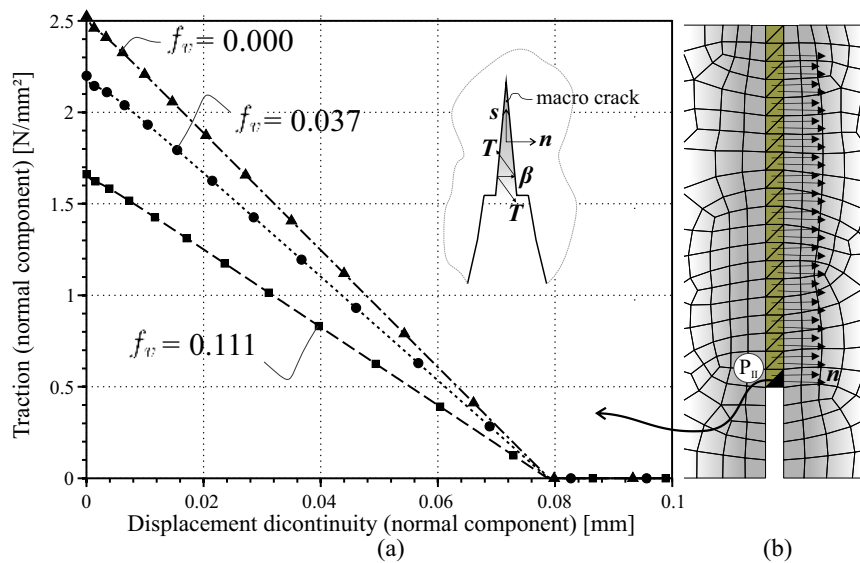 Traction (normal component) [N/mm²]
2.5
2
1.5
1
0.5
0
0
0.02
0.04
0.06
0.08
0.1
Displacement dicontinuity (normal component) [mm]
(a)
f_v = 0.000
f_v = 0.037
f_v = 0.111
macro crack
s
n
T
β
T
P_II
n
(b)